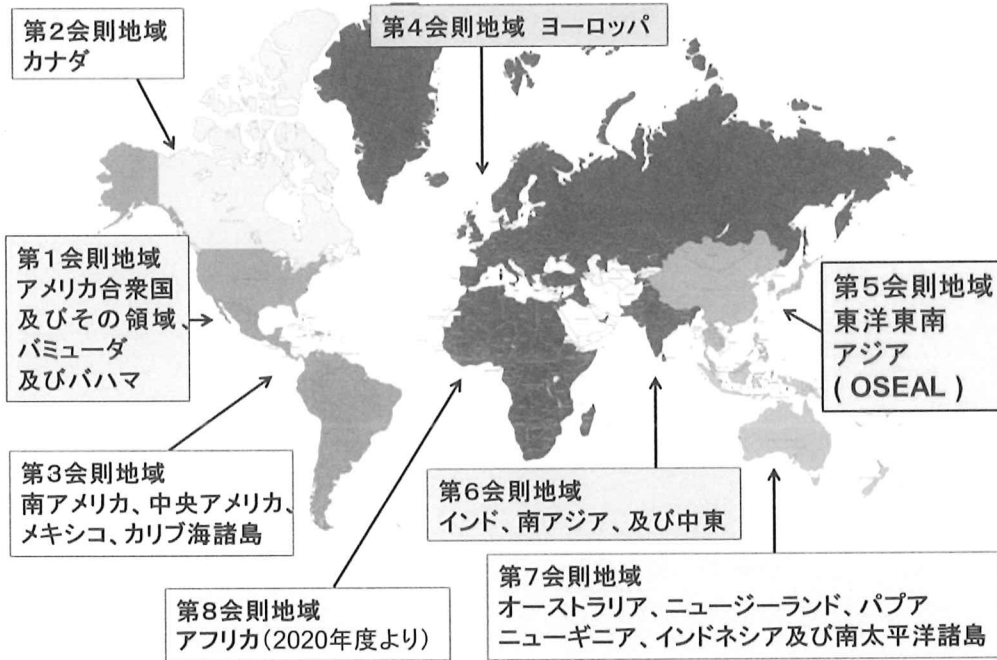 第2会則地域
カナダ
第4会則地域 ヨーロッパ
第1会則地域
アメリカ合衆国
及びその領域、
バミューダ
及びバハマ
第5会則地域
東洋東南
アジア
( OSEAL )
第3会則地域
南アメリカ、中央アメリカ、
メキシコ、カリブ海諸島
第6会則地域
インド、南アジア、及び中東
第8会則地域
アフリカ(2020年度より)
第7会則地域
オーストラリア、ニュージーランド、パプア
ニューギニア、インドネシア及び南太平洋諸島